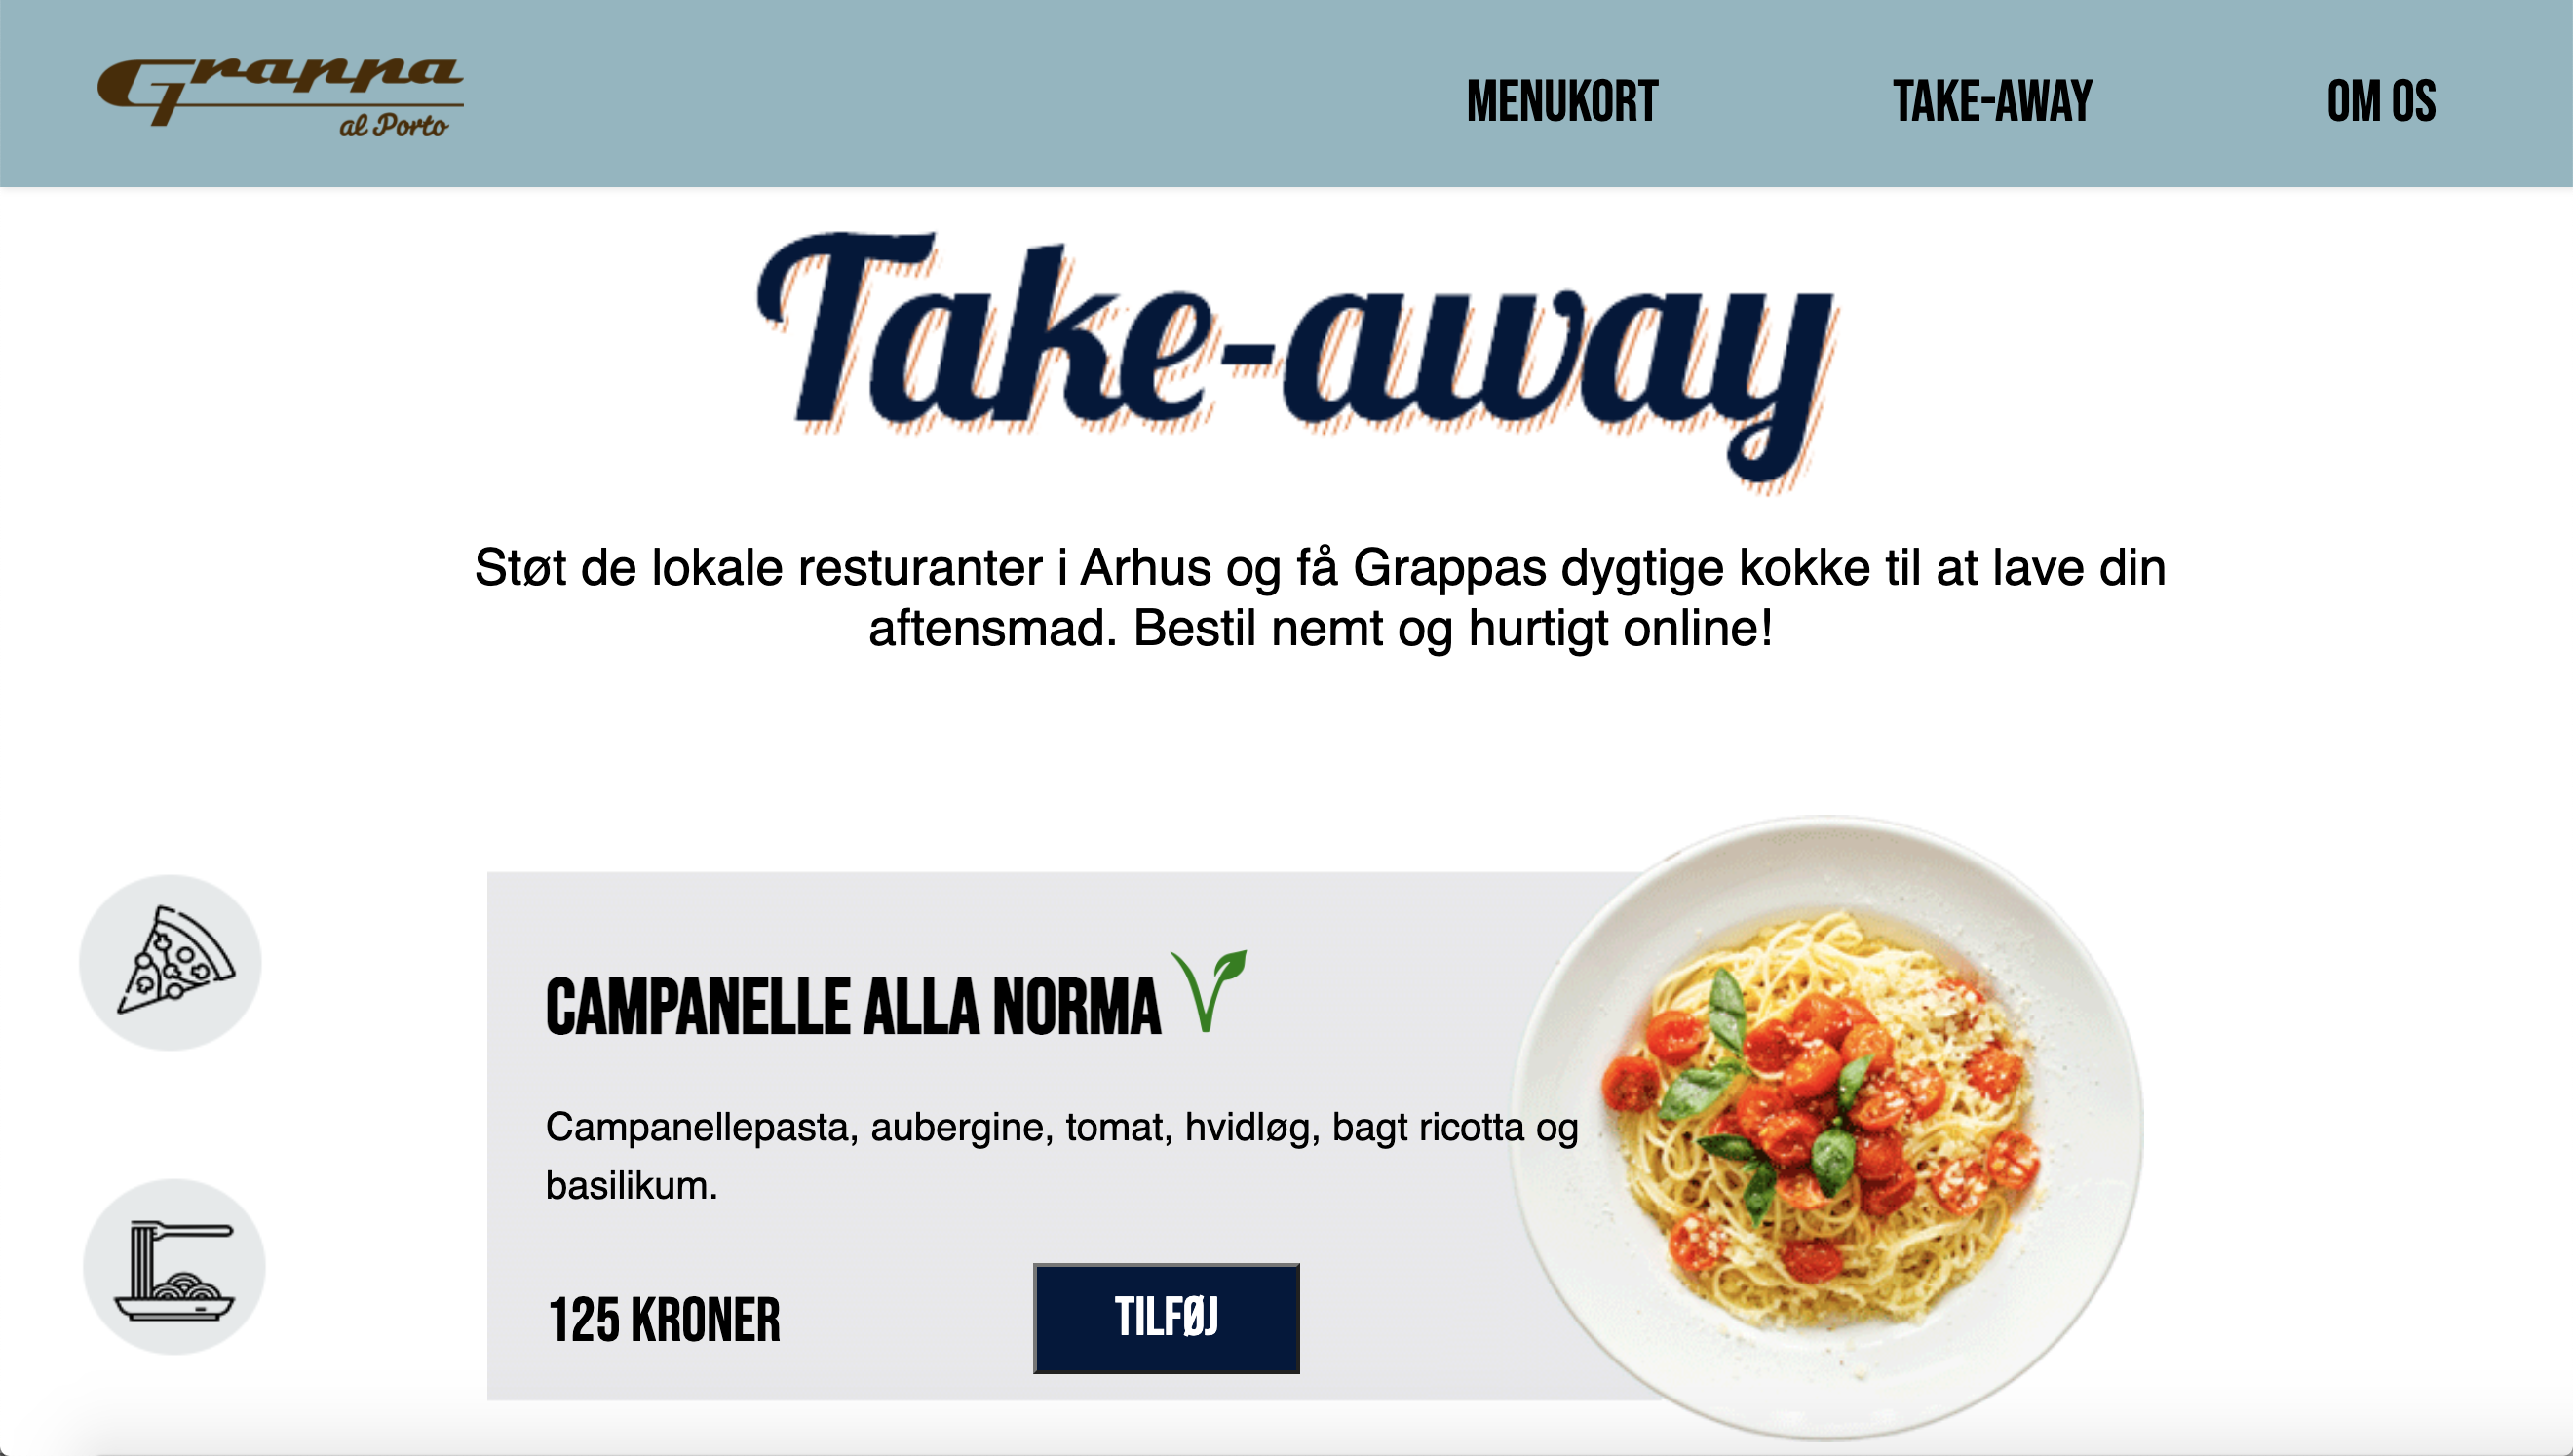 Grappa
al Porto
MENUKORT
TAKE-AWAY
OM OS
Take-away
Støt de lokale resturanter i Arhus og få Grappas dygtige kokke til at lave din
aftensmad. Bestil nemt og hurtigt online!
CAMPANELLE ALLA NORMA
Campanellepasta, aubergine, tomat, hvidløg, bagt ricotta og
basilikum.
125 KRONER
TILFØJ